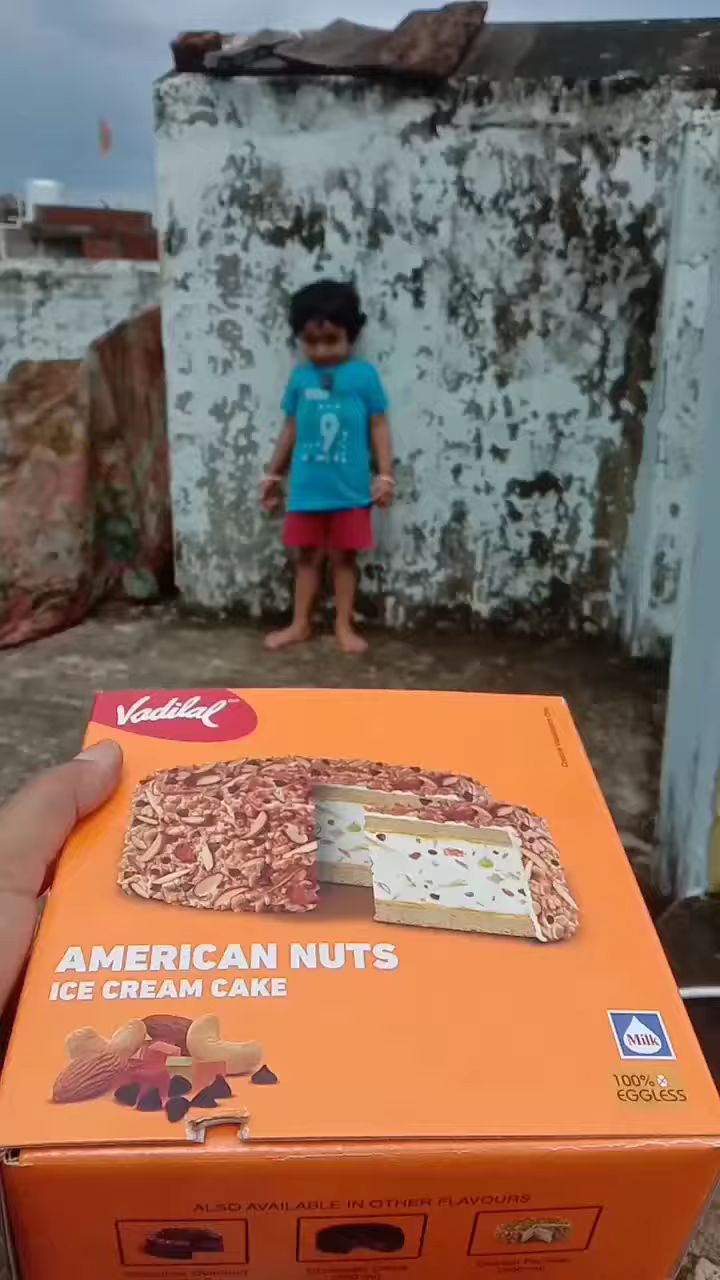 9
Vadilal
AMERICAN NUTS
ICE CREAM CAKE
Milk
100%
EGGLESS
ALSO AVAILABLE IN OTHER FLAVOURS